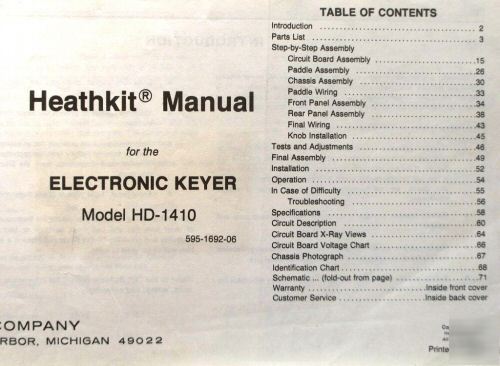 Heathkit® Manual
for the
ELECTRONIC KEYER
Model HD-1410
595-1692-06
COMPANY
RBOR, MICHIGAN 49022
TABLE OF CONTENTS
Introduction 2
Parts List 3
Step-by-Step Assembly
Circuit Board Assembly 15
Paddle Assembly 26
Chassis Assembly 30
Paddle Wiring 33
Front Panel Assembly 34
Rear Panel Assembly 38
Final Wiring 43
Knob Installation 45
Tests and Adjustments 46
Final Assembly 49
Installation 52
Operation 54
In Case of Difficulty 55
Troubleshooting 56
Specifications 58
Circuit Description 60
Circuit Board X-Ray Views 64
Circuit Board Voltage Chart 66
Chassis Photograph 67
Identification Chart 68
Schematic ... (fold-out from page) 71
Warranty Inside front cover
Customer Service Inside back cover
Printe